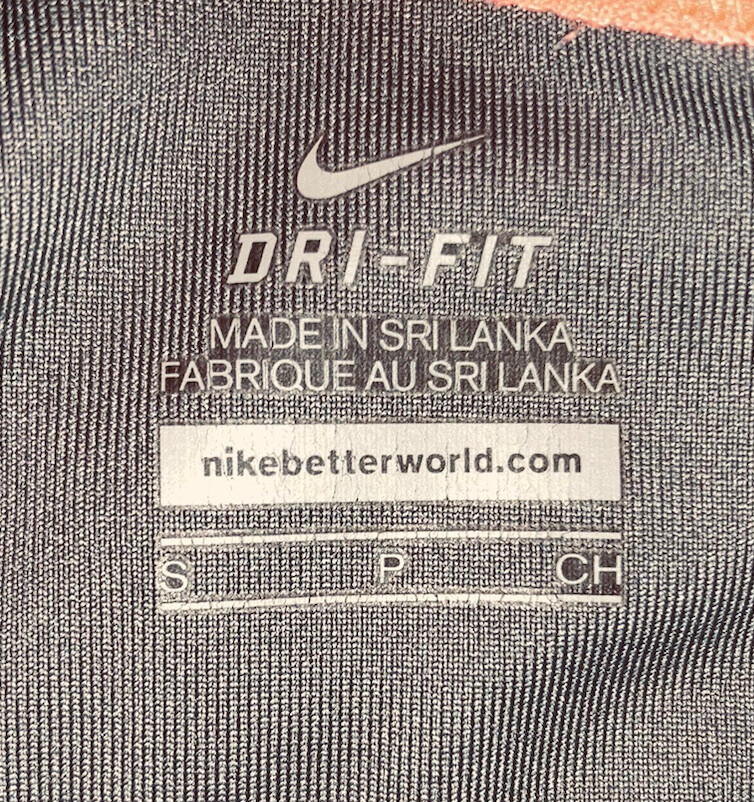 DRI-FIT
MADE IN SRI LANKA
FABRIQUE AU SRI LANKA
nikebetterworld.com
S P CH